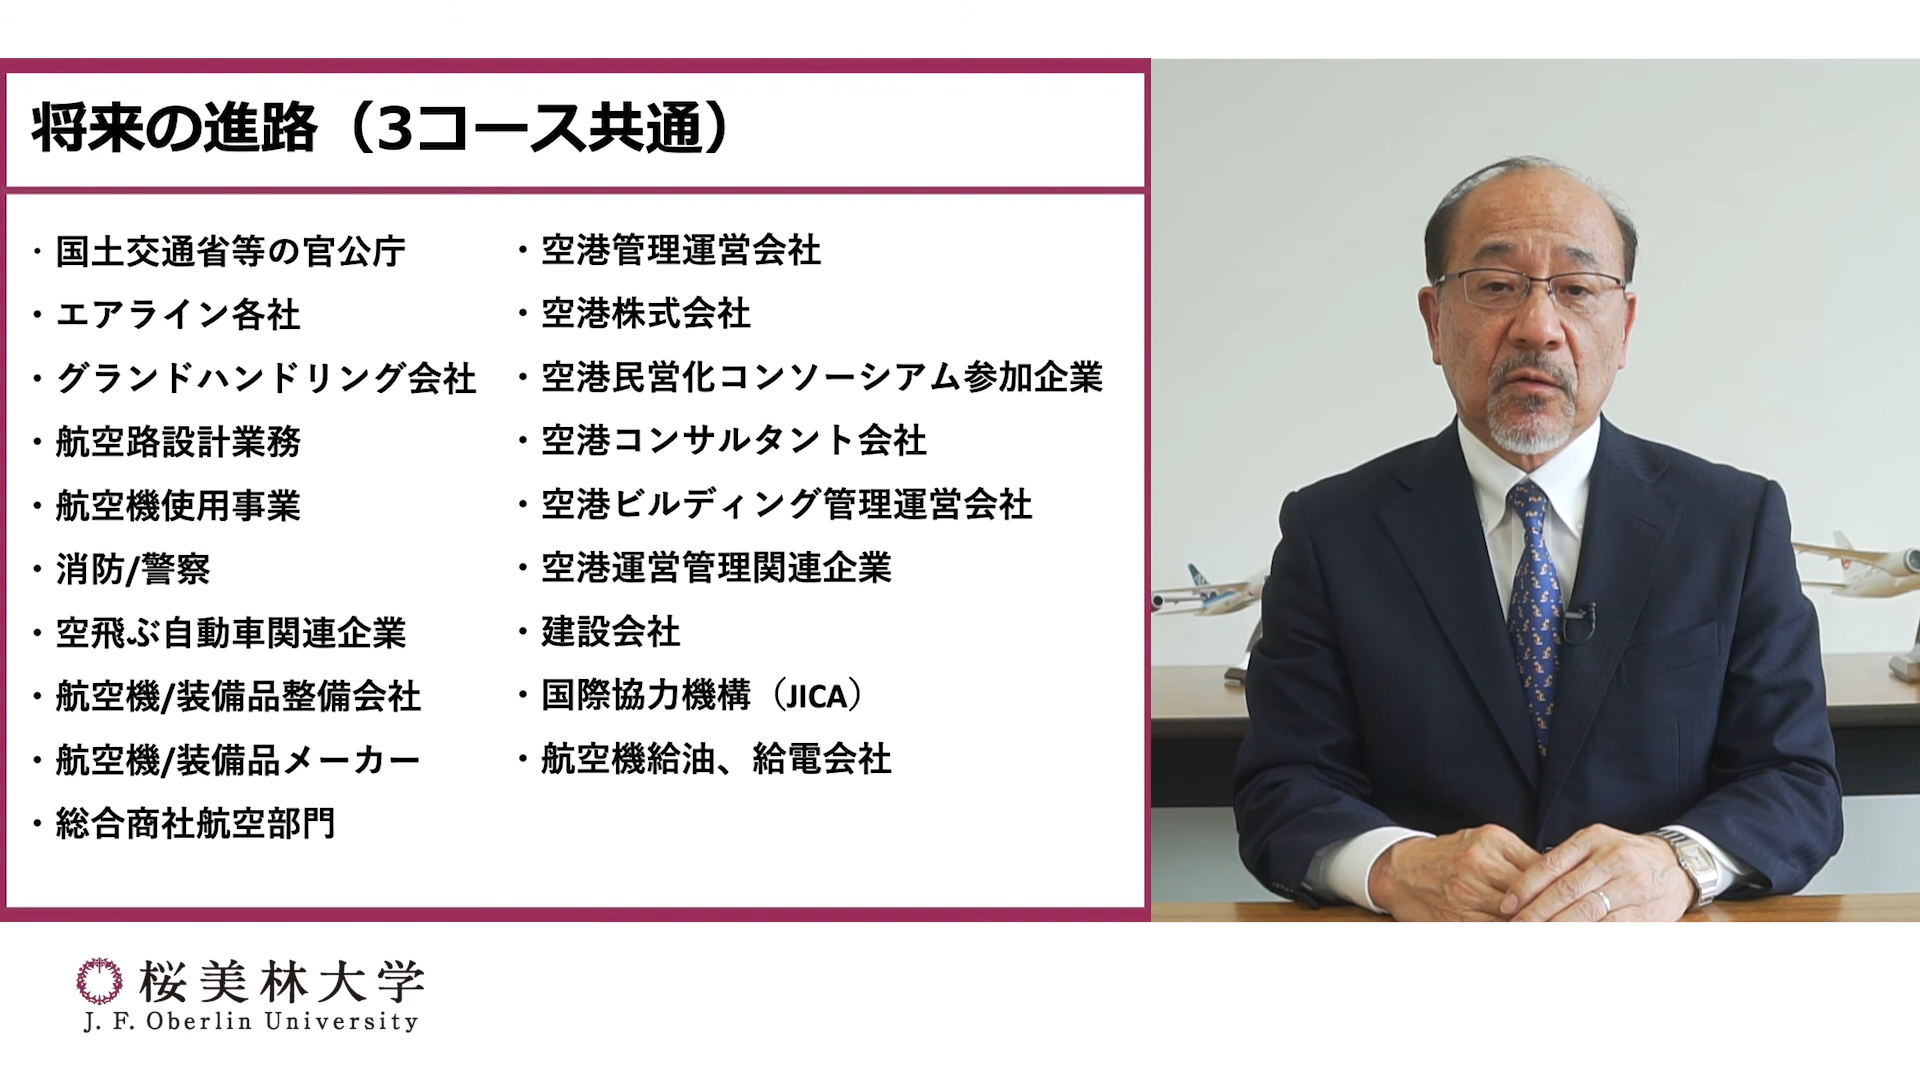 将来の進路（3コース共通）
・国土交通省等の官公庁
・エアライン各社
・グランドハンドリング会社
・航空路設計業務
・航空機使用事業
・消防/警察
・空飛ぶ自動車関連企業
・航空機/装備品整備会社
・航空機/装備品メーカー
・総合商社航空部門
・空港管理運営会社
・空港株式会社
・空港民営化コンソーシアム参加企業
・空港コンサルタント会社
・空港ビルディング管理運営会社
・空港運営管理関連企業
・建設会社
・国際協力機構（JICA）
・航空機給油、給電会社
桜美林大学
J. F. Oberlin University